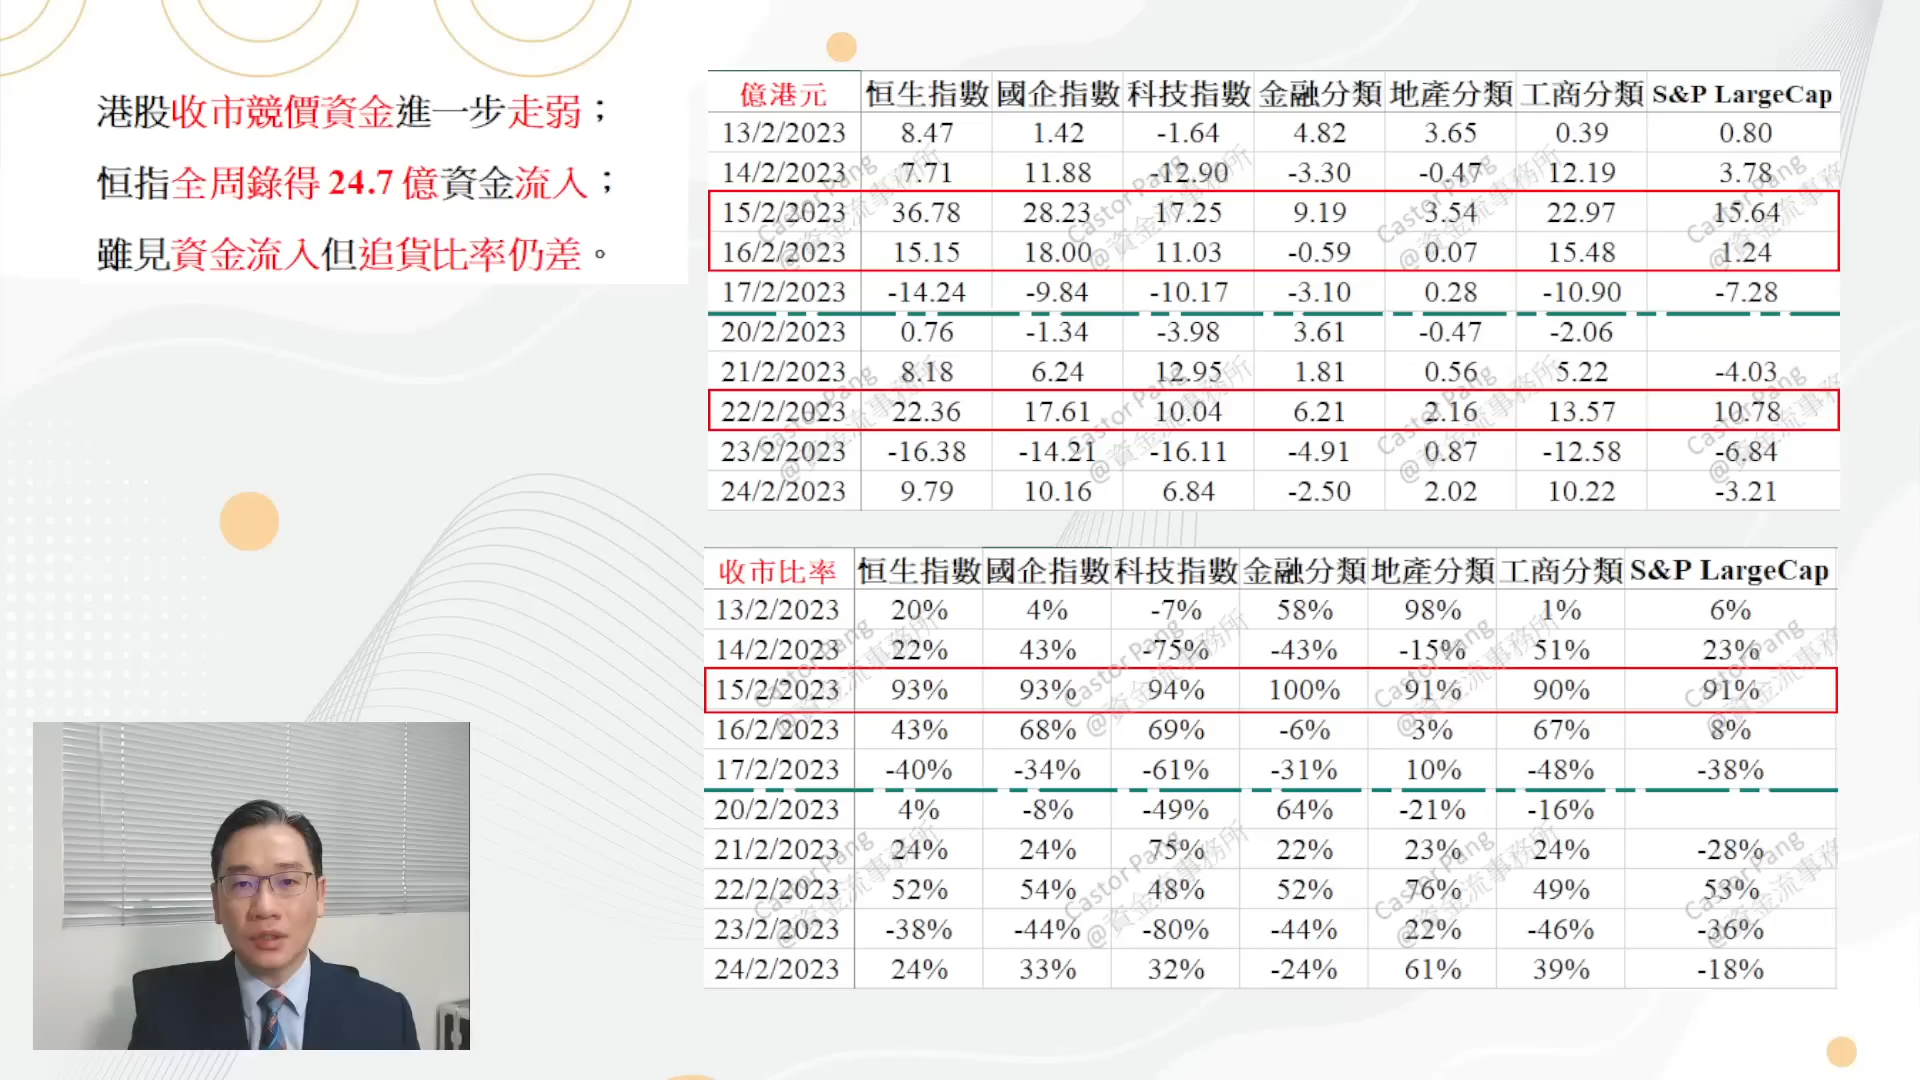 港股收市競價資金進一步走弱；
恒指全周錄得 24.7 億資金流入；
雖見資金流入但追貨比率仍差。
億港元 恒生指數 國企指數 科技指數 金融分類 地產分類 工商分類 S&P LargeCap
13/2/2023 8.47 1.42 -1.64 4.82 3.65 0.39 0.80
14/2/2023 7.71 11.88 -12.90 -3.30 -0.47 12.19 3.78
15/2/2023 36.78 28.23 17.25 9.19 3.54 22.97 15.64
16/2/2023 15.15 18.00 11.03 -0.59 0.07 15.48 1.24
17/2/2023 -14.24 -9.84 -10.17 -3.10 0.28 -10.90 -7.28
20/2/2023 0.76 -1.34 -3.98 3.61 -0.47 -2.06
21/2/2023 8.18 6.24 12.95 1.81 0.56 5.22 -4.03
22/2/2023 22.36 17.61 10.04 6.21 2.16 13.57 10.78
23/2/2023 -16.38 -14.21 -16.11 -4.91 0.87 -12.58 -6.84
24/2/2023 9.79 10.16 6.84 -2.50 2.02 10.22 -3.21
收市比率 恒生指數 國企指數 科技指數 金融分類 地產分類 工商分類 S&P LargeCap
13/2/2023 20% 4% -7% 58% 98% 1% 6%
14/2/2023 22% 43% -75% -43% -15% 51% 23%
15/2/2023 93% 93% 94% 100% 91% 90% 91%
16/2/2023 43% 68% 69% -6% 3% 67% 8%
17/2/2023 -40% -34% -61% -31% 10% -48% -38%
20/2/2023 4% -8% -49% 64% -21% -16%
21/2/2023 24% 24% 75% 22% 23% 24% -28%
22/2/2023 52% 54% 48% 52% 76% 49% 53%
23/2/2023 -38% -44% -80% -44% 22% -46% -36%
24/2/2023 24% 33% 32% -24% 61% 39% -18%
Castor Pang
@資金流事務所